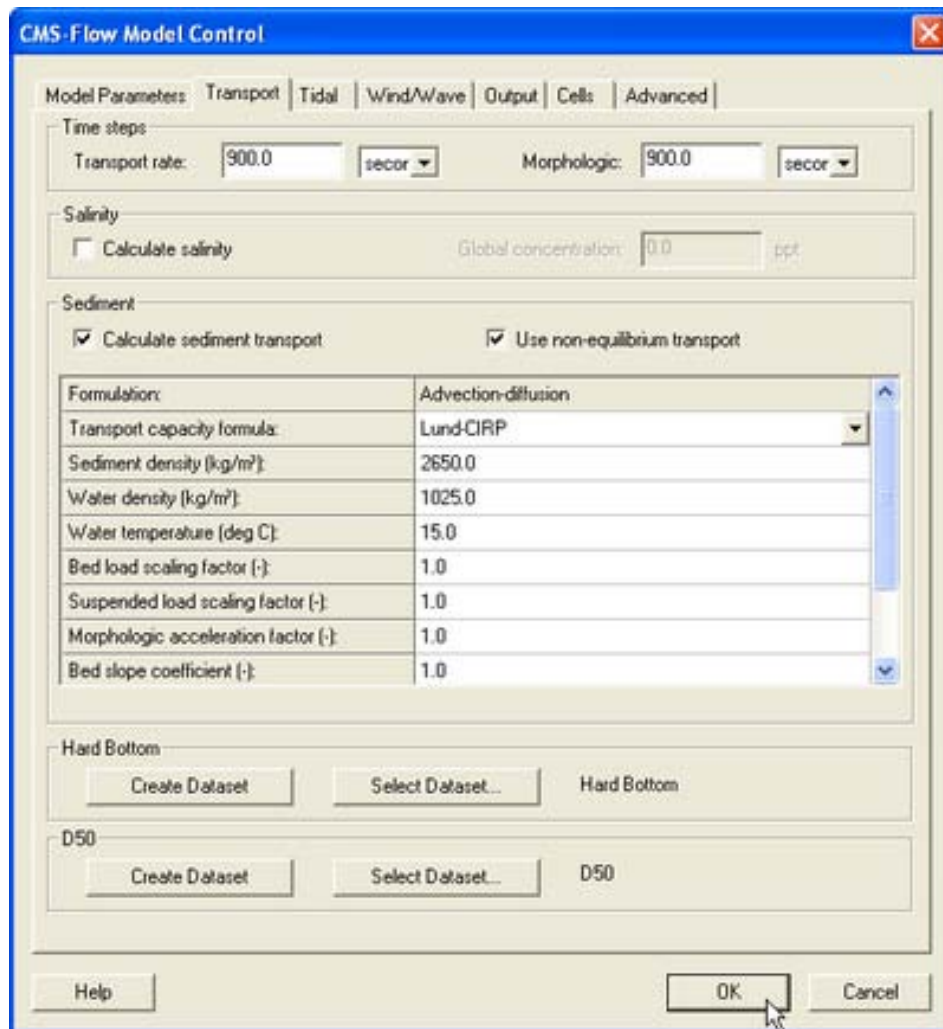 CMS-Flow Model Control
Model Parameters Transport Tidal Wind/Wave Output Cells Advanced
Time steps
Transport rate: 900.0 secor Morphologic: 900.0 secor
Salinity
Calculate salinity Global concentration: 0.0 ppt
Sediment
Calculate sediment transport Use non-equilibrium transport
Formulation: Advection-diffusion
Transport capacity formula: Lund-CIRP
Sediment density (kg/m³): 2650.0
Water density (kg/m³): 1025.0
Water temperature (deg C): 15.0
Bed load scaling factor (-): 1.0
Suspended load scaling factor (-): 1.0
Morphologic acceleration factor (-): 1.0
Bed slope coefficient (-): 1.0
Hard Bottom
Create Dataset Select Dataset... Hard Bottom
D50
Create Dataset Select Dataset... D50
Help OK Cancel